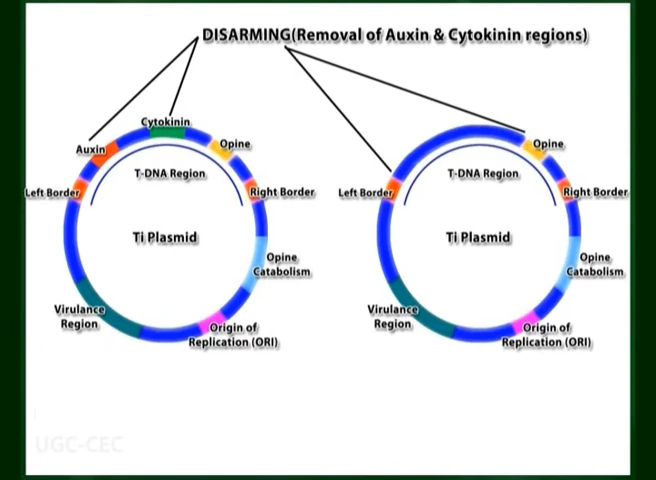 DISARMING(Removal of Auxin & Cytokinin regions)
Cytokinin
Auxin
Opine
T-DNA Region
Left Border
Right Border
Ti Plasmid
Opine
Catabolism
Virulance
Region
Origin of
Replication (ORI)
Opine
T-DNA Region
Left Border
Right Border
Ti Plasmid
Opine
Catabolism
Virulance
Region
Origin of
Replication (ORI)
UGC-CEC